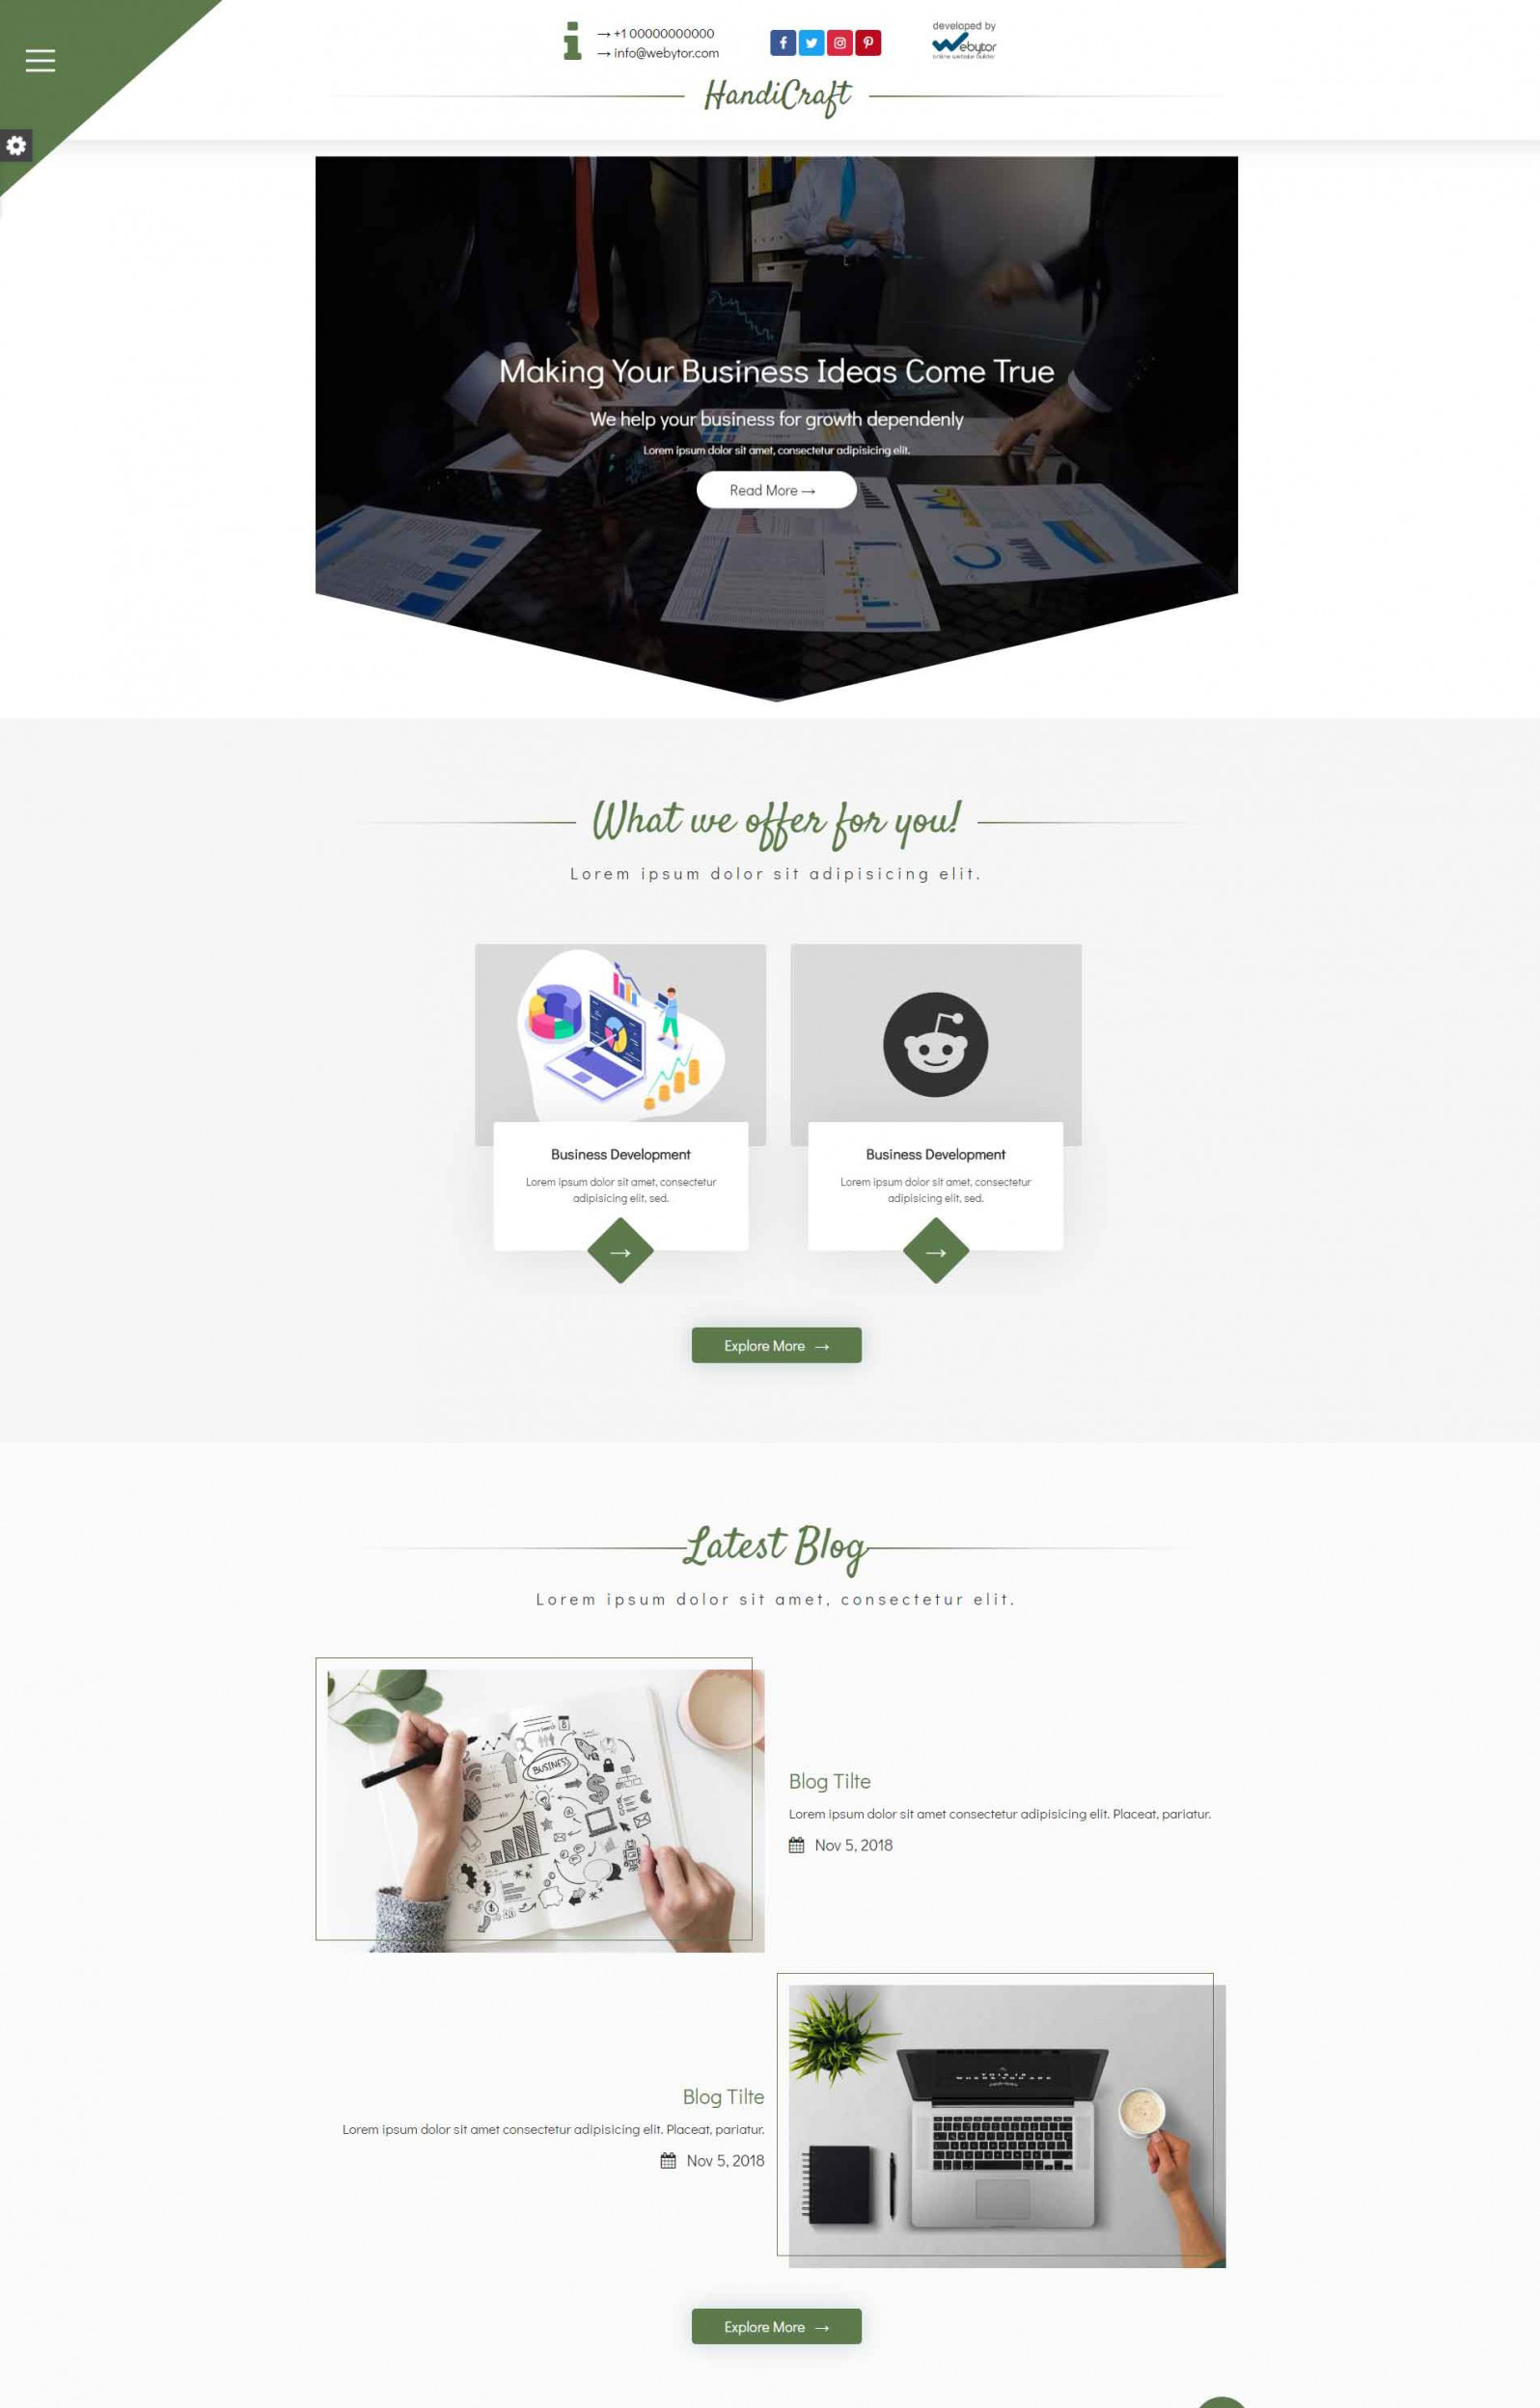 → +1 00000000000
→ info@webytor.com
developed by
Webytor
online website builder
HandiCraft
Making Your Business Ideas Come True
We help your business for growth dependenly
Lorem ipsum dolor sit amet, consectetur adipisicing elit.
Read More →
What we offer for you!
Lorem ipsum dolor sit adipisicing elit.
Business Development
Lorem ipsum dolor sit amet, consectetur
adipisicing elit, sed.
→
Business Development
Lorem ipsum dolor sit amet, consectetur
adipisicing elit, sed.
→
Explore More →
Latest Blog
Lorem ipsum dolor sit amet, consectetur elit.
BUSINESS
Blog Tilte
Lorem ipsum dolor sit amet consectetur adipisicing elit. Placeat, pariatur.
Nov 5, 2018
Blog Tilte
Lorem ipsum dolor sit amet consectetur adipisicing elit. Placeat, pariatur.
Nov 5, 2018
THIS IS
Explore More →